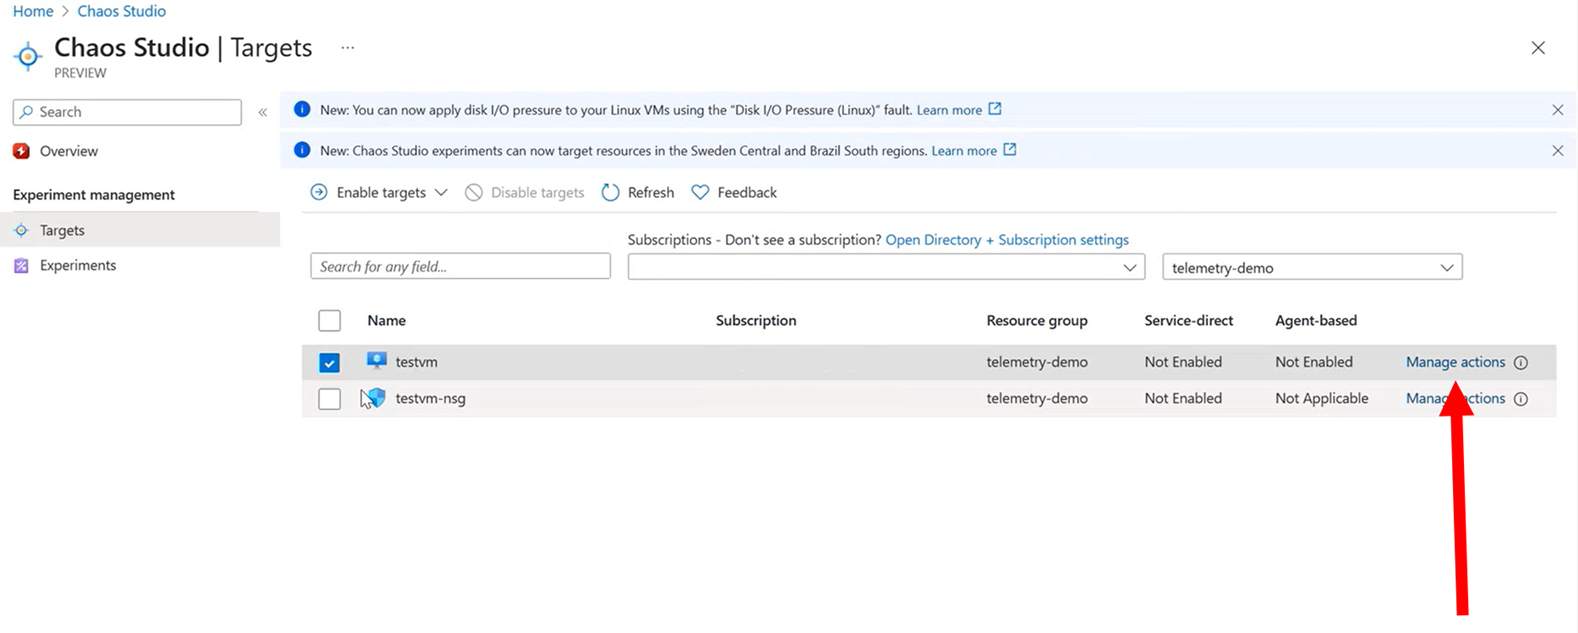 Home > Chaos Studio
Chaos Studio | Targets ...
PREVIEW
Search
«
Overview
Experiment management
Targets
Experiments
New: You can now apply disk I/O pressure to your Linux VMs using the "Disk I/O Pressure (Linux)" fault. Learn more
New: Chaos Studio experiments can now target resources in the Sweden Central and Brazil South regions. Learn more
Enable targets Disable targets Refresh Feedback
Subscriptions - Don't see a subscription? Open Directory + Subscription settings
Search for any field... telemetry-demo
Name Subscription Resource group Service-direct Agent-based
testvm telemetry-demo Not Enabled Not Enabled Manage actions
testvm-nsg telemetry-demo Not Enabled Not Applicable Manage actions